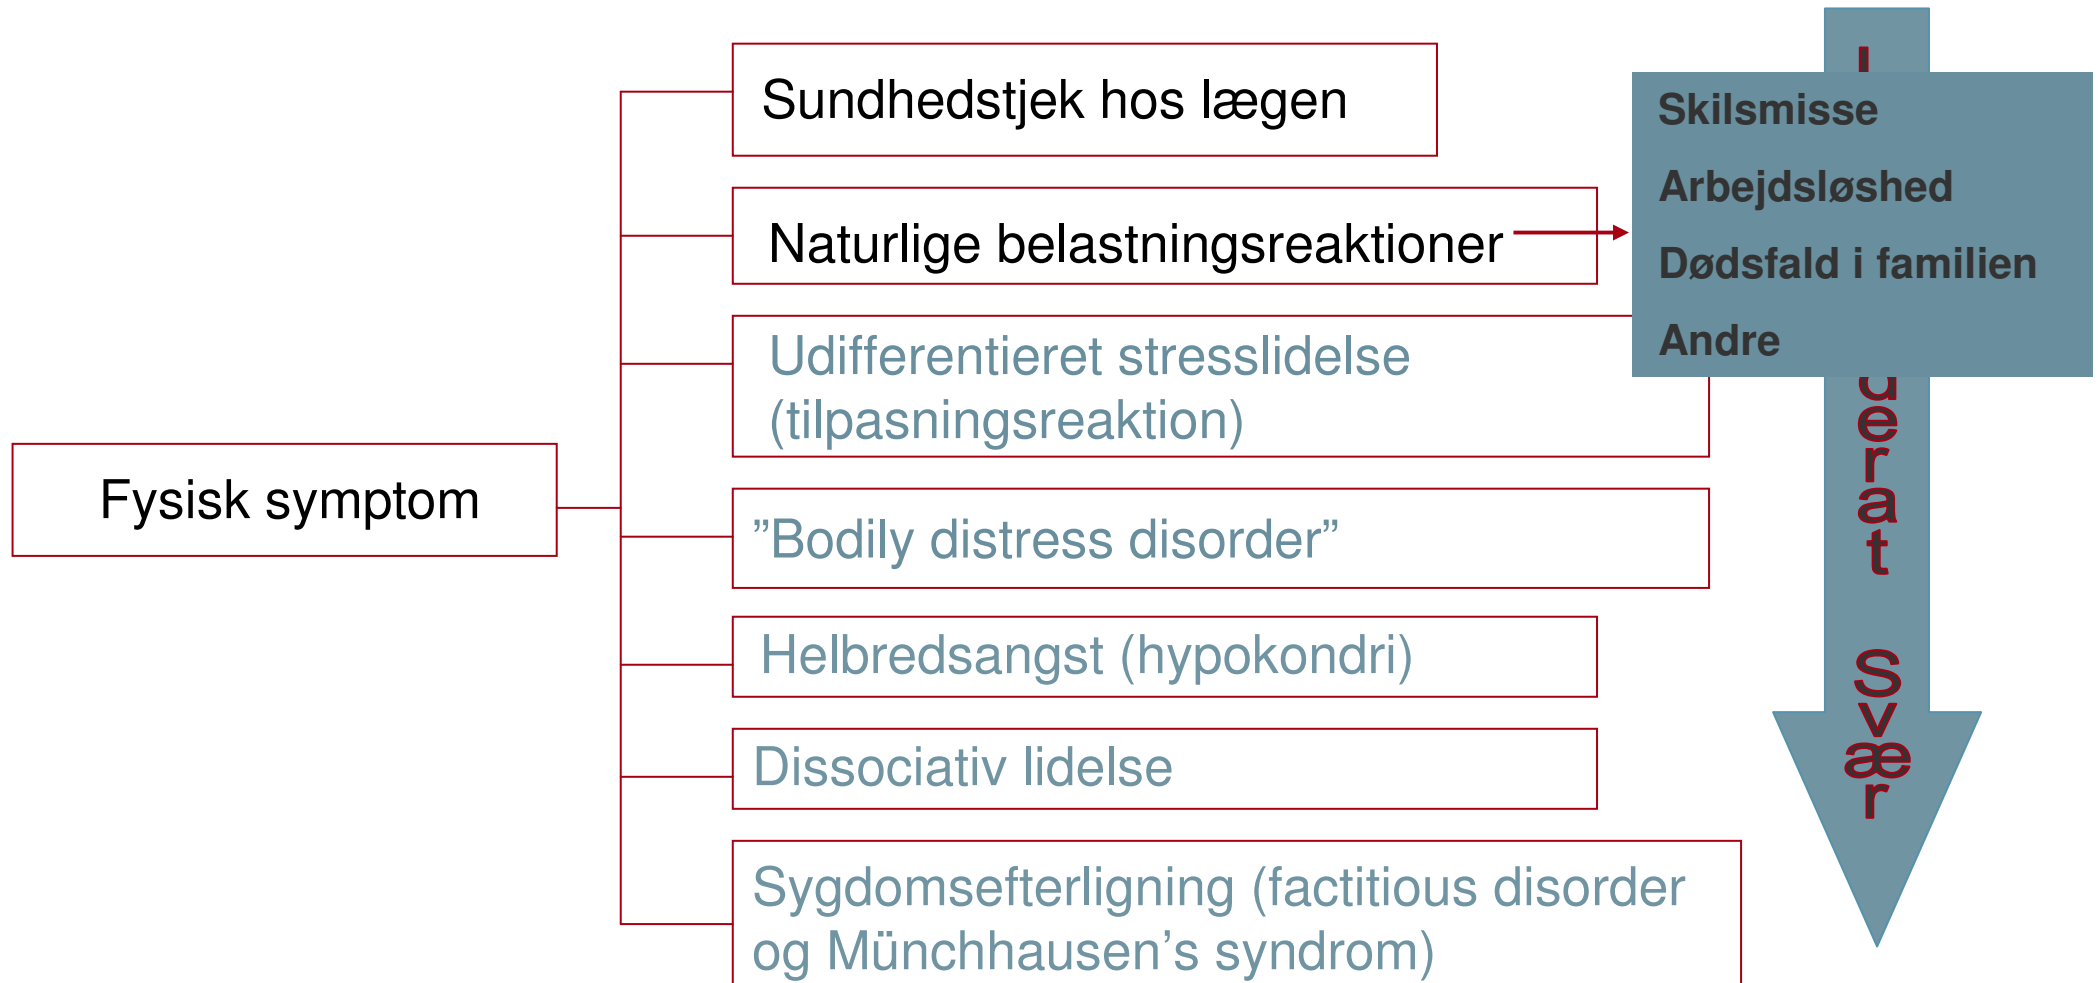 Sundhedstjek hos lægen
Naturlige belastningsreaktioner
Skilsmisse
Arbejdsløshed
Dødsfald i familien
Andre
Udifferentieret stresslidelse
(tilpasningsreaktion)
Fysisk symptom
”Bodily distress disorder”
Helbredsangst (hypokondri)
Dissociativ lidelse
Sygdomsefterligning (factitious disorder
og Münchhausen’s syndrom)
Svær